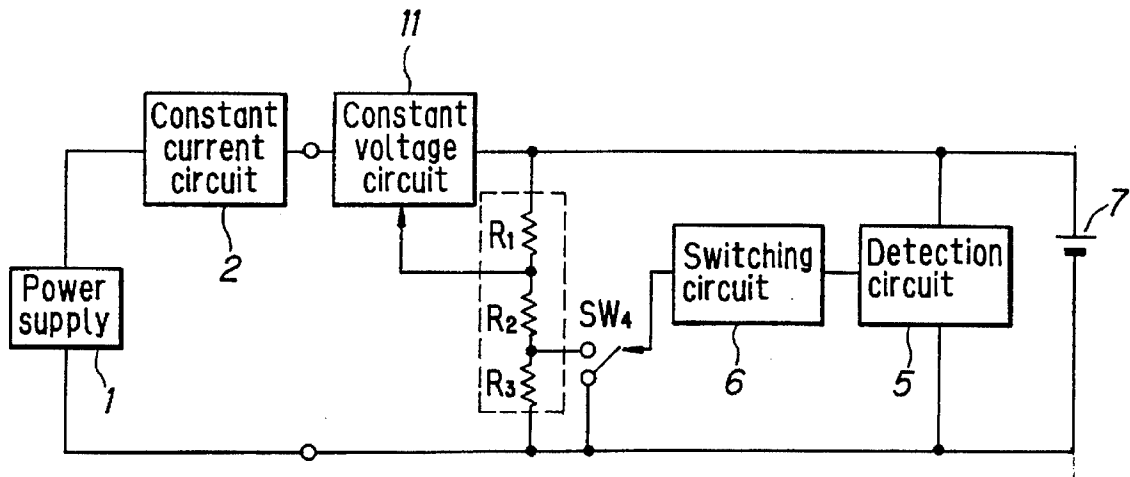 11
Constant
current
circuit
Constant
voltage
circuit
2
7
R1
Power
supply
1
Switching
circuit
Detection
circuit
R2
SW4
6
5
R3